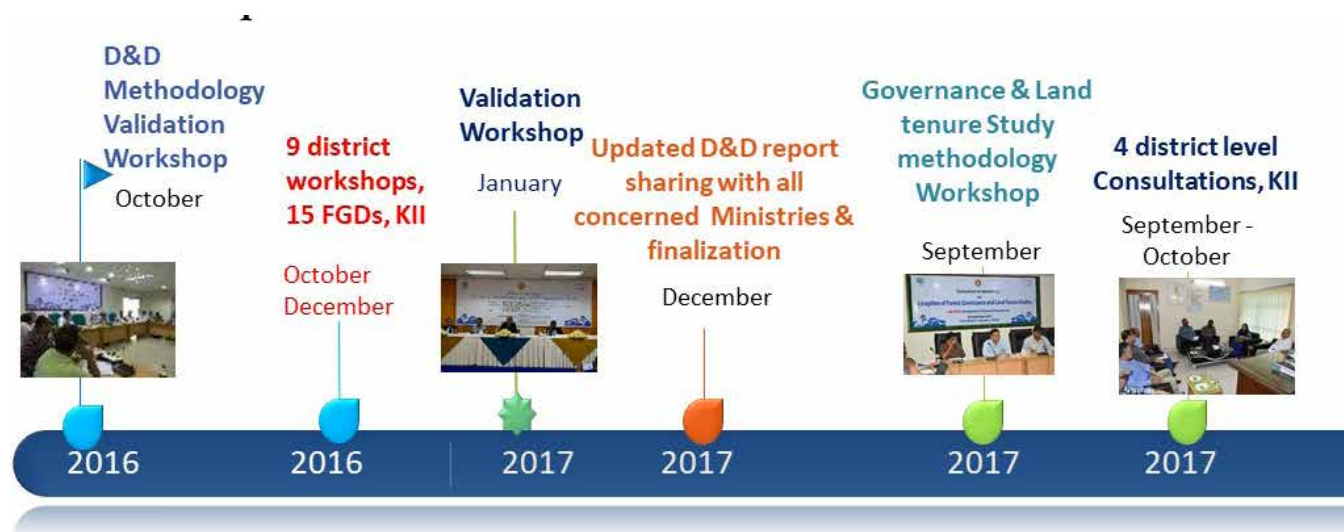 D&D
Methodology
Validation
Workshop
October
2016
9 district
workshops,
15 FGDs, KII
October
December
2016
Validation
Workshop
January
2017
Updated D&D report
sharing with all
concerned Ministries &
finalization
December
2017
Governance & Land
tenure Study
methodology
Workshop
September
2017
4 district level
Consultations, KII
September -
October
2017